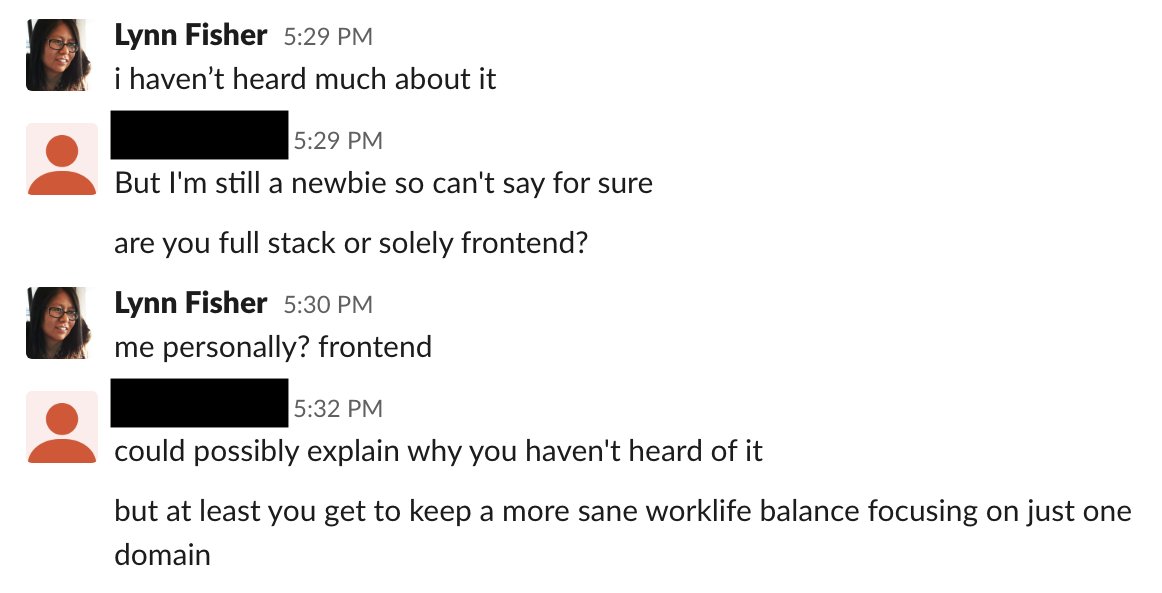 Lynn Fisher 5:29 PM
i haven’t heard much about it
5:29 PM
But I'm still a newbie so can't say for sure
are you full stack or solely frontend?
Lynn Fisher 5:30 PM
me personally? frontend
5:32 PM
could possibly explain why you haven't heard of it
but at least you get to keep a more sane worklife balance focusing on just one
domain